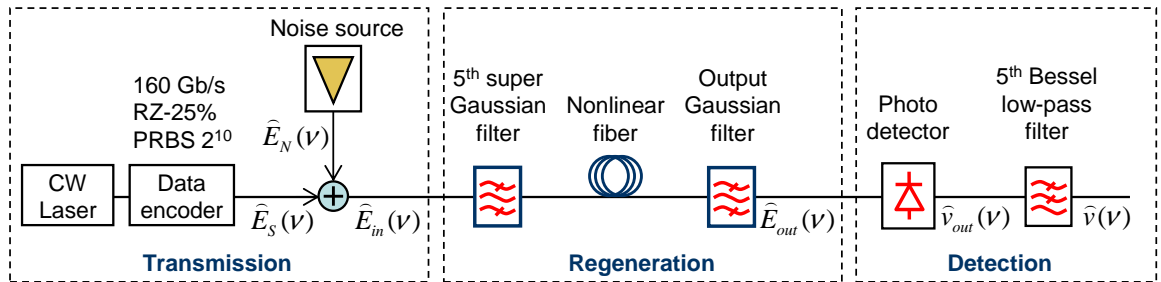 Noise source
160 Gb/s
RZ-25%
PRBS 2¹⁰
5ᵗʰ super
Gaussian
filter
Nonlinear
fiber
Output
Gaussian
filter
Photo
detector
5ᵗʰ Bessel
low-pass
filter
Ê_N(ν)
CW
Laser
Data
encoder
+
Ê_S(ν)
Ê_in(ν)
Ê_out(ν)
v̂_out(ν)
v̂(ν)
Transmission
Regeneration
Detection